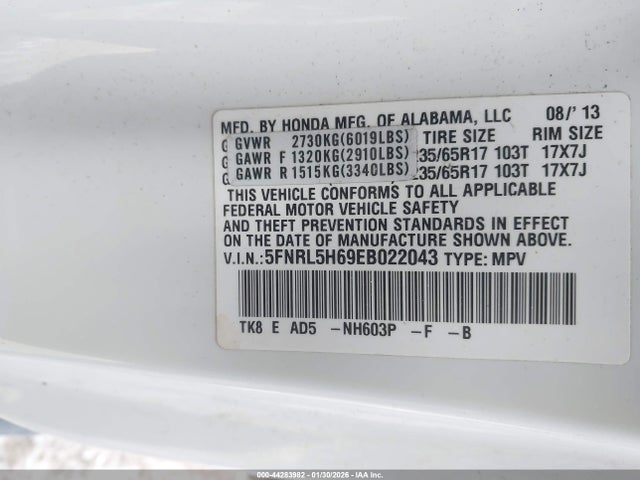 MFD. BY HONDA MFG. OF ALABAMA, LLC 08/'13
GVWR 2730KG(6019LBS) TIRE SIZE RIM SIZE
GAWR F 1320KG(2910LBS) 235/65R17 103T 17X7J
GAWR R 1515KG(3340LBS) 235/65R17 103T 17X7J
THIS VEHICLE CONFORMS TO ALL APPLICABLE
FEDERAL MOTOR VEHICLE SAFETY
AND THEFT PREVENTION STANDARDS IN EFFECT
ON THE DATE OF MANUFACTURE SHOWN ABOVE.
V.I.N.:5FNRL5H69EB022043 TYPE: MPV
TK8 E AD5 -NH603P -F -B
000-44283982 - 01/30/2026 - IAA Inc.